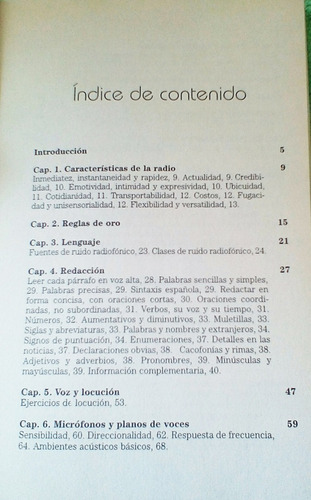 Índice de contenido
Introducción 5
Cap. 1. Características de la radio 9
Inmediatez, instantaneidad y rapidez, 9. Actualidad, 9. Credibi-
lidad, 10. Emotividad, intimidad y expresividad, 10. Ubicuidad,
11. Cotidianidad, 11. Transportabilidad, 12. Costos, 12. Fugaci-
dad y unisensorialidad, 12. Flexibilidad y versatilidad, 13.
Cap. 2. Reglas de oro 15
Cap. 3. Lenguaje 21
Fuentes de ruido radiofónico, 23. Clases de ruido radiofónico, 24.
Cap. 4. Redacción 27
Leer cada párrafo en voz alta, 28. Palabras sencillas y simples,
29. Palabras precisas, 29. Sintaxis española, 29. Redactar en
forma concisa, con oraciones cortas, 30. Oraciones coordi-
nadas, no subordinadas, 31. Verbos, su voz y su tiempo, 31.
Números, 32. Aumentativos y diminutivos, 33. Muletillas, 33.
Siglas y abreviaturas, 33. Palabras y nombres y extranjeros, 34.
Signos de puntuación, 34. Enumeraciones, 37. Detalles en las
noticias, 37. Declaraciones obvias, 38. Cacofonías y rimas, 38.
Adjetivos y adverbios, 38. Pronombres, 39. Minúsculas y
mayúsculas, 39. Información complementaria, 40.
Cap. 5. Voz y locución 47
Ejercicios de locución, 53.
Cap. 6. Micrófonos y planos de voces 59
Sensibilidad, 60. Direccionalidad, 62. Respuesta de frecuencia,
64. Ambientes acústicos básicos, 68.